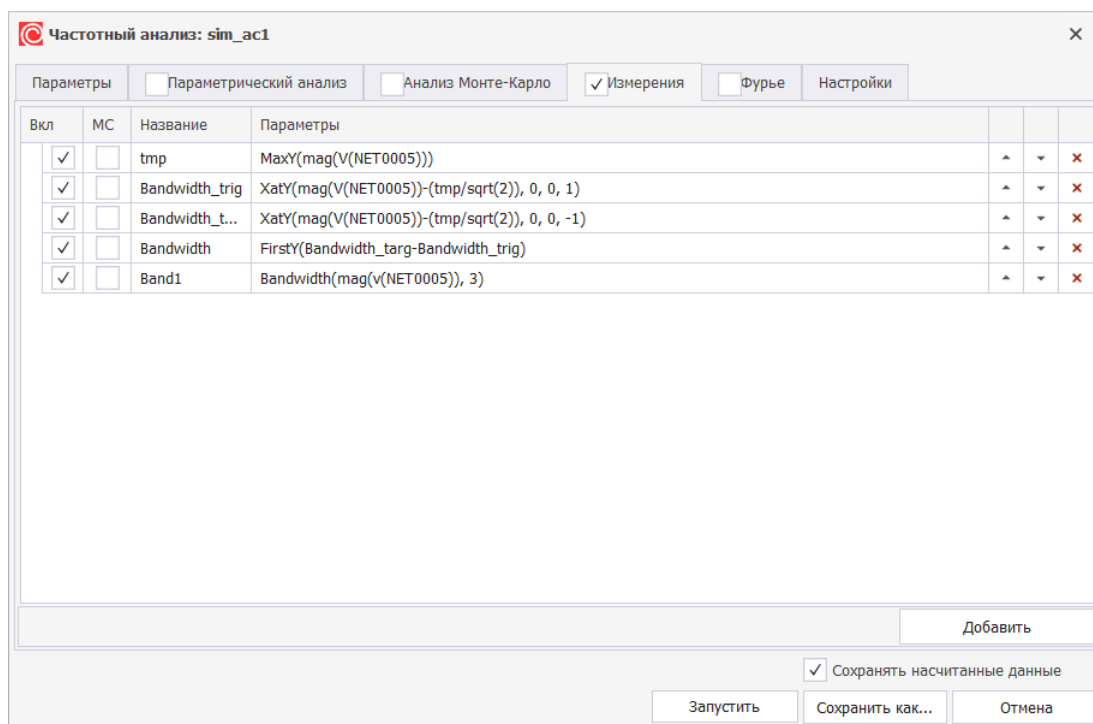 Частотный анализ: sim_ac1
Параметры Параметрический анализ Анализ Монте-Карло Измерения Фурье Настройки
Вкл МС Название Параметры
tmp MaxY(mag(V(NET0005)))
Bandwidth_trig XatY(mag(V(NET0005))-(tmp/sqrt(2)), 0, 0, 1)
Bandwidth_t... XatY(mag(V(NET0005))-(tmp/sqrt(2)), 0, 0, -1)
Bandwidth FirstY(Bandwidth_targ-Bandwidth_trig)
Band1 Bandwidth(mag(v(NET0005)), 3)
Добавить
Сохранять насчитанные данные
Запустить Сохранить как... Отмена